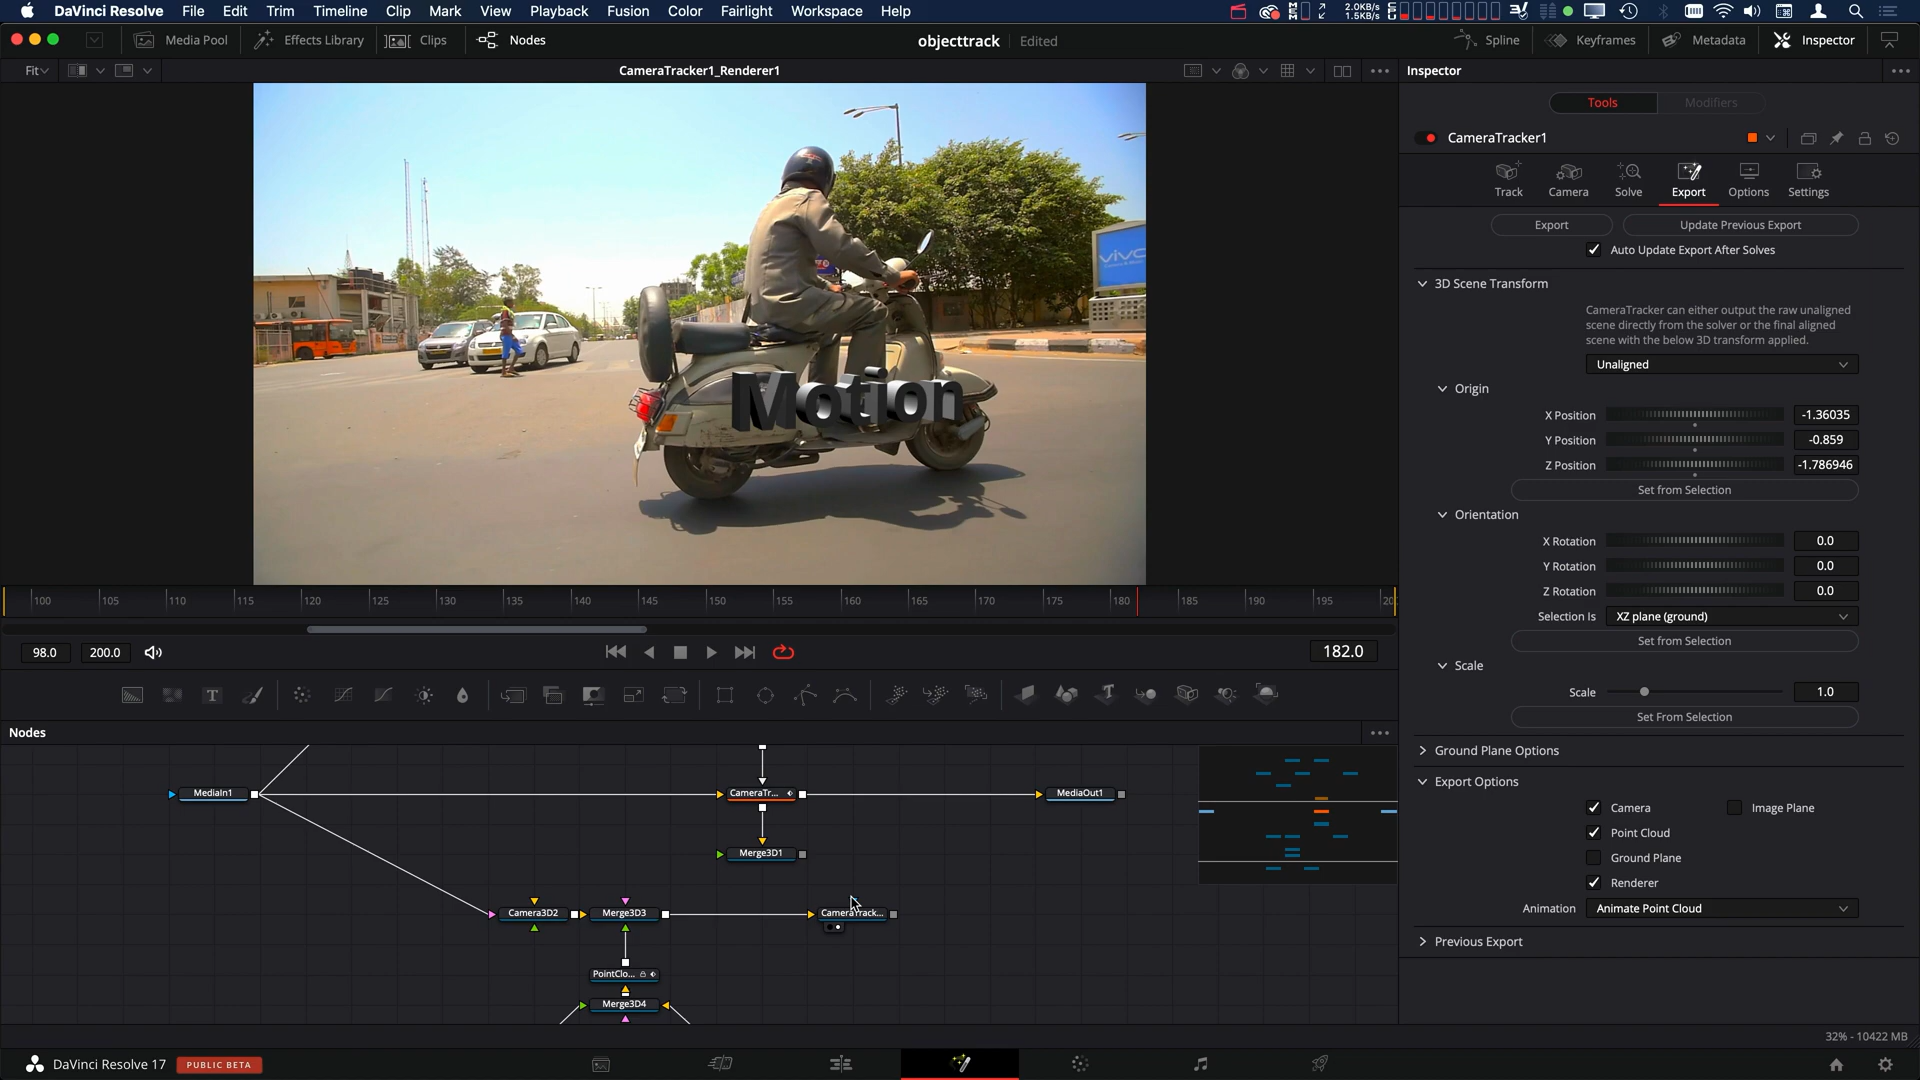 DaVinci Resolve File Edit Trim Timeline Clip Mark View Playback Fusion Color Fairlight Workspace Help
2.0KB/s
1.5KB/s
Media Pool Effects Library Clips Nodes
objecttrack Edited
Spline Keyframes Metadata Inspector
Fit
CameraTracker1_Renderer1
Inspector
Tools Modifiers
CameraTracker1
Track Camera Solve Export Options Settings
Export Update Previous Export
Auto Update Export After Solves
3D Scene Transform
CameraTracker can either output the raw unaligned
scene directly from the solver or the final aligned
scene with the below 3D transform applied.
Unaligned
Origin
X Position -1.36035
Y Position -0.859
Z Position -1.786946
Set from Selection
Orientation
X Rotation 0.0
Y Rotation 0.0
Z Rotation 0.0
Selection Is XZ plane (ground)
Set from Selection
Scale
Scale 1.0
Set From Selection
Ground Plane Options
Export Options
Camera Image Plane
Point Cloud
Ground Plane
Renderer
Animation Animate Point Cloud
Previous Export
vivo
Motion
100 105 110 115 120 125 130 135 140 145 150 155 160 165 170 175 180 185 190 195 20
98.0 200.0 182.0
Nodes
MediaIn1 CameraTr... MediaOut1
Merge3D1
Camera3D2 Merge3D3 CameraTrack...
PointClo...
Merge3D4
32% - 10422 MB
DaVinci Resolve 17 PUBLIC BETA